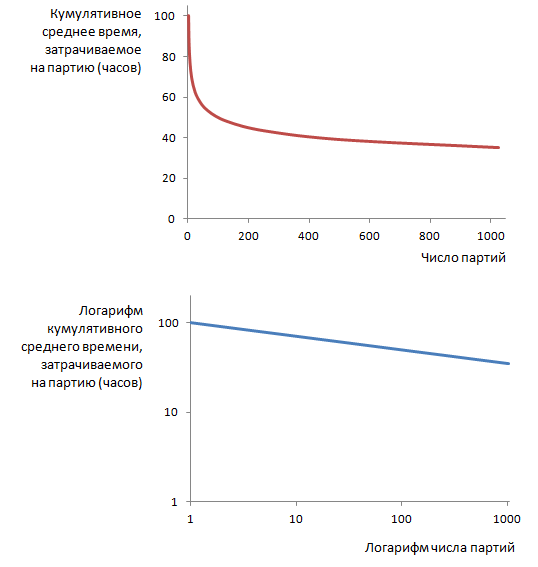 Кумулятивное
среднее время,
затрачиваемое
на партию (часов)
100
80
60
40
20
0
0 200 400 600 800 1000
Число партий
Логарифм
кумулятивного
среднего времени,
затрачиваемого
на партию (часов)
100
10
1
1 10 100 1000
Логарифм числа партий